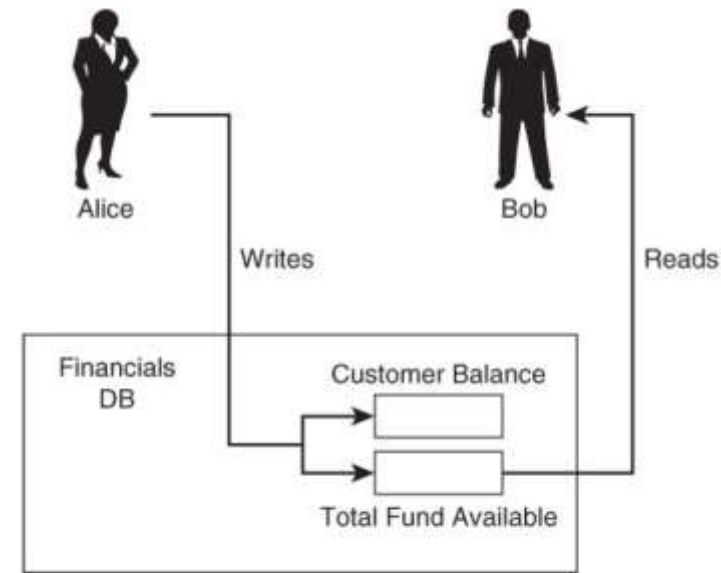 Alice
Bob
Writes
Reads
Financials
DB
Customer Balance
Total Fund Available